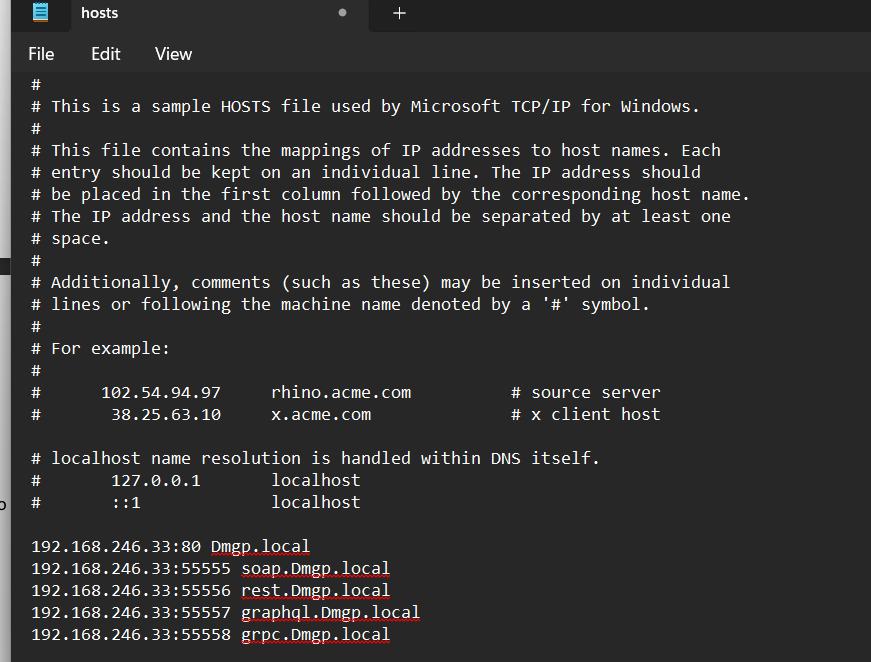 hosts
File Edit View
#
# This is a sample HOSTS file used by Microsoft TCP/IP for Windows.
#
# This file contains the mappings of IP addresses to host names. Each
# entry should be kept on an individual line. The IP address should
# be placed in the first column followed by the corresponding host name.
# The IP address and the host name should be separated by at least one
# space.
#
# Additionally, comments (such as these) may be inserted on individual
# lines or following the machine name denoted by a '#' symbol.
#
# For example:
#
#      102.54.94.97     rhino.acme.com          # source server
#       38.25.63.10     x.acme.com              # x client host

# localhost name resolution is handled within DNS itself.
#       127.0.0.1       localhost
#       ::1             localhost

192.168.246.33:80 Dmgp.local
192.168.246.33:55555 soap.Dmgp.local
192.168.246.33:55556 rest.Dmgp.local
192.168.246.33:55557 graphql.Dmgp.local
192.168.246.33:55558 grpc.Dmgp.local